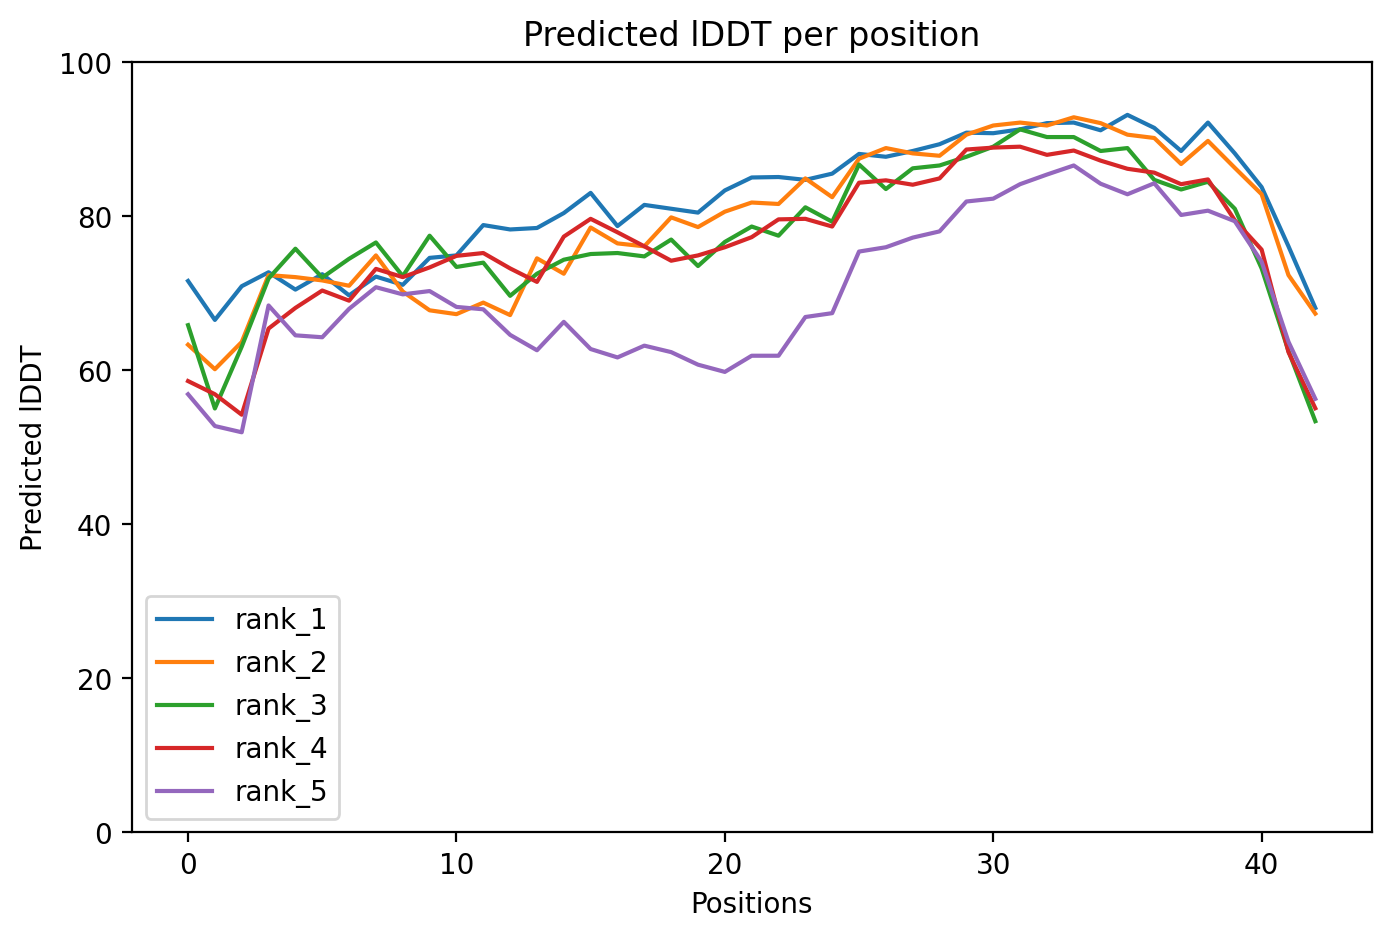 Predicted lDDT per position
100
80
60
40
20
0
Predicted lDDT
rank_1
rank_2
rank_3
rank_4
rank_5
0 10 20 30 40
Positions